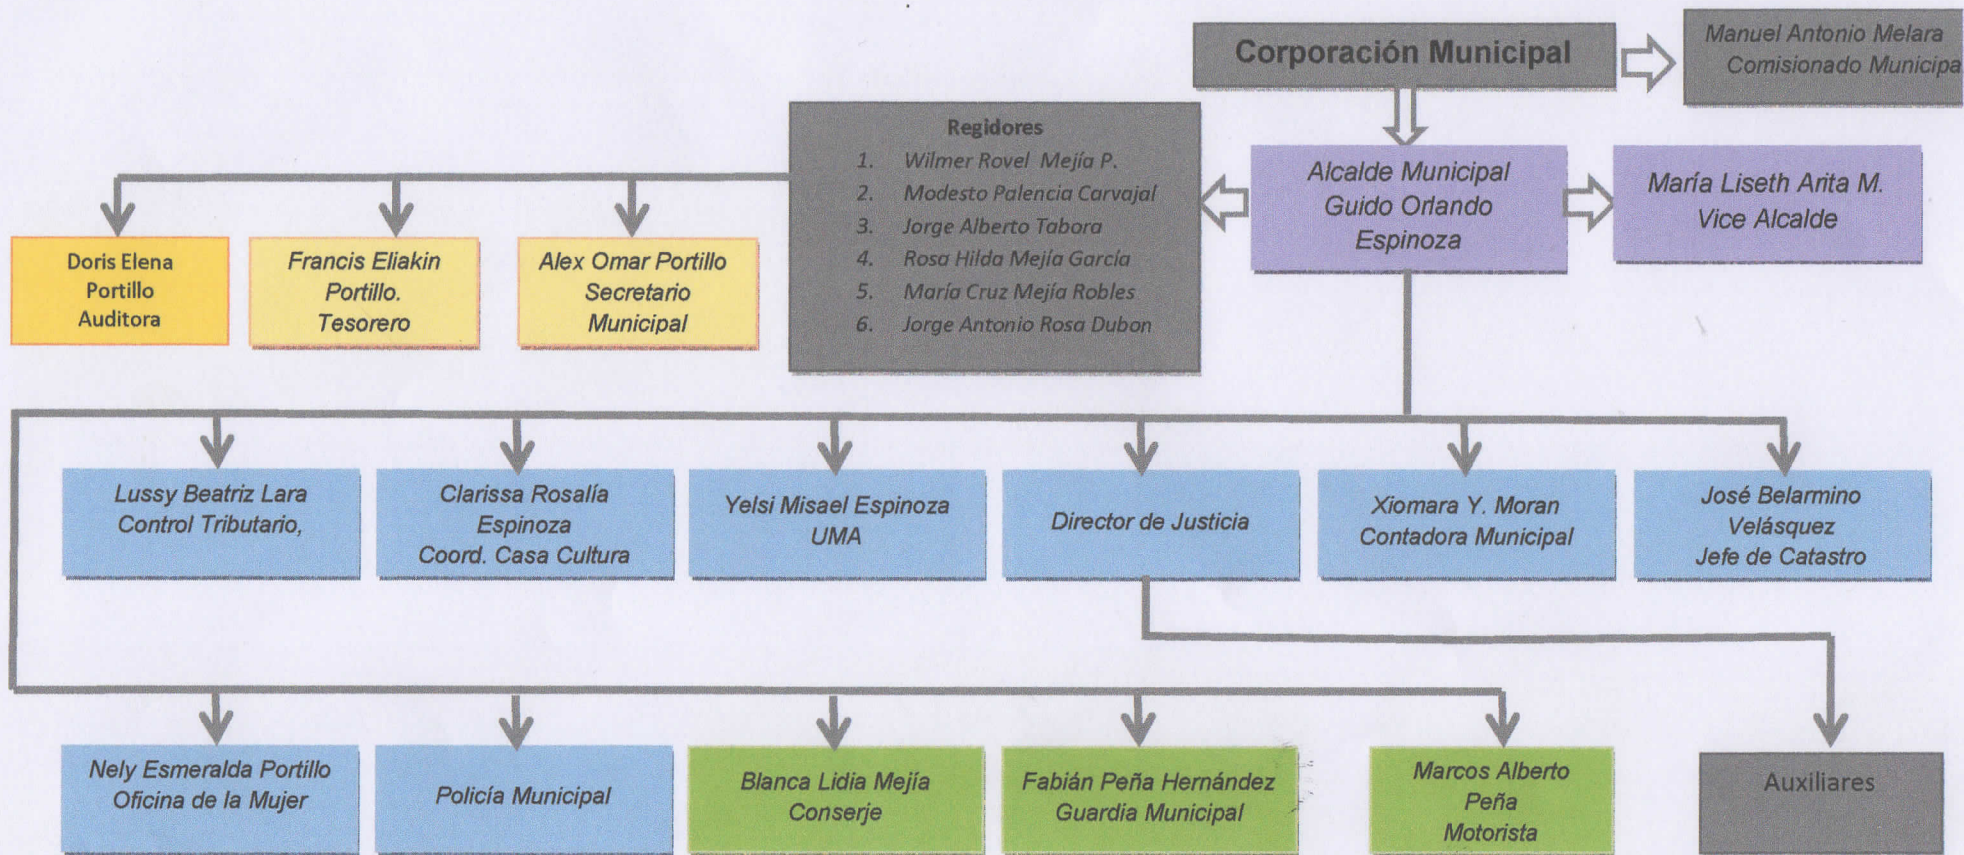 Corporación Municipal
Manuel Antonio Melara
Comisionado Municipa
Regidores
1. Wilmer Rovel Mejía P.
2. Modesto Palencia Carvajal
3. Jorge Alberto Tabora
4. Rosa Hilda Mejía García
5. María Cruz Mejía Robles
6. Jorge Antonio Rosa Dubon
Alcalde Municipal
Guido Orlando
Espinoza
María Liseth Arita M.
Vice Alcalde
Doris Elena
Portillo
Auditora
Francis Eliakin
Portillo.
Tesorero
Alex Omar Portillo
Secretario
Municipal
Lussy Beatriz Lara
Control Tributario,
Clarissa Rosalía
Espinoza
Coord. Casa Cultura
Yelsi Misael Espinoza
UMA
Director de Justicia
Xiomara Y. Moran
Contadora Municipal
José Belarmino
Velásquez
Jefe de Catastro
Nely Esmeralda Portillo
Oficina de la Mujer
Policía Municipal
Blanca Lidia Mejía
Conserje
Fabián Peña Hernández
Guardia Municipal
Marcos Alberto
Peña
Motorista
Auxiliares